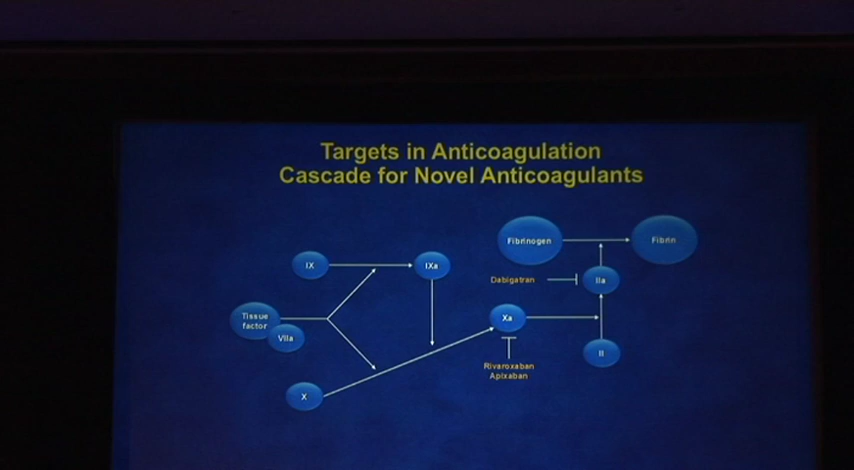 Targets in Anticoagulation
Cascade for Novel Anticoagulants
Fibrinogen
Fibrin
IX
IXa
Dabigatran
IIa
Tissue
factor
VIIa
Xa
II
Rivaroxaban
Apixaban
X